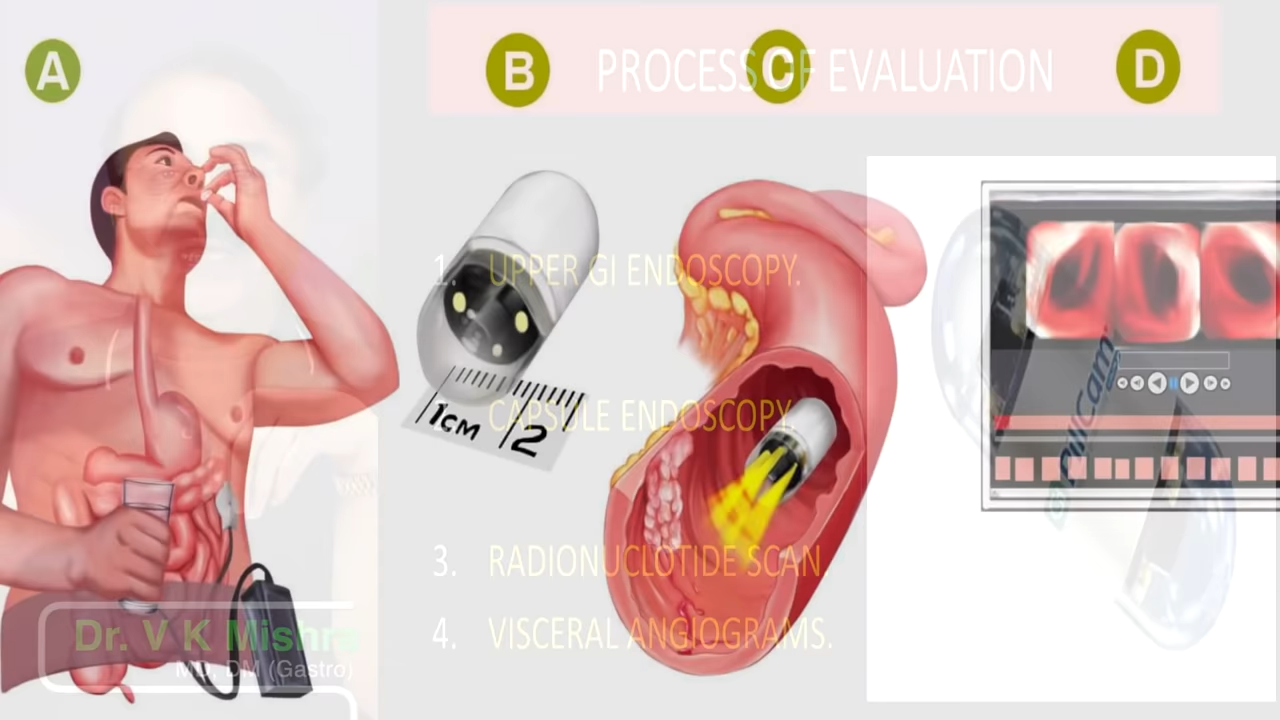 A
B
C
D
PROCESS OF EVALUATION
1. UPPER GI ENDOSCOPY.
CAPSULE ENDOSCOPY.
3. RADIONUCLOTIDE SCAN
4. VISCERAL ANGIOGRAMS.
1CM 2
Dr. V K Mishra
MD, DM (Gastro)